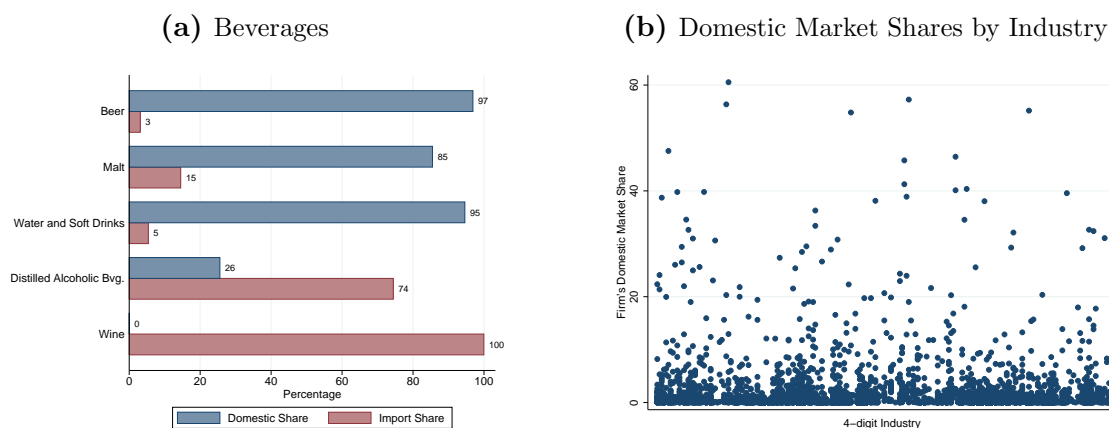 (a) Beverages
Beer
97
3
Malt
85
15
Water and Soft Drinks
95
5
Distilled Alcoholic Bvg.
26
74
Wine
0
100
0 20 40 60 80 100
Percentage
Domestic Share Import Share
(b) Domestic Market Shares by Industry
Firm's Domestic Market Share
60
40
20
0
4−digit Industry